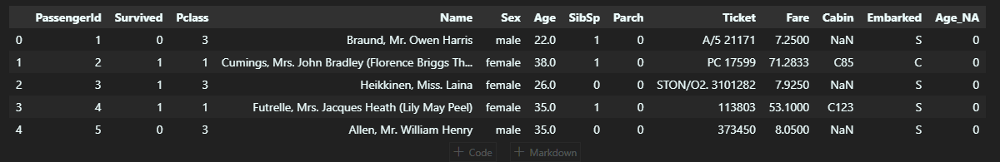 PassengerId Survived Pclass Name Sex Age SibSp Parch Ticket Fare Cabin Embarked Age_NA
0 1 0 3 Braund, Mr. Owen Harris male 22.0 1 0 A/5 21171 7.2500 NaN S 0
1 2 1 1 Cumings, Mrs. John Bradley (Florence Briggs Th... female 38.0 1 0 PC 17599 71.2833 C85 C 0
2 3 1 3 Heikkinen, Miss. Laina female 26.0 0 0 STON/O2. 3101282 7.9250 NaN S 0
3 4 1 1 Futrelle, Mrs. Jacques Heath (Lily May Peel) female 35.0 1 0 113803 53.1000 C123 S 0
4 5 0 3 Allen, Mr. William Henry male 35.0 0 0 373450 8.0500 NaN S 0
+ Code + Markdown